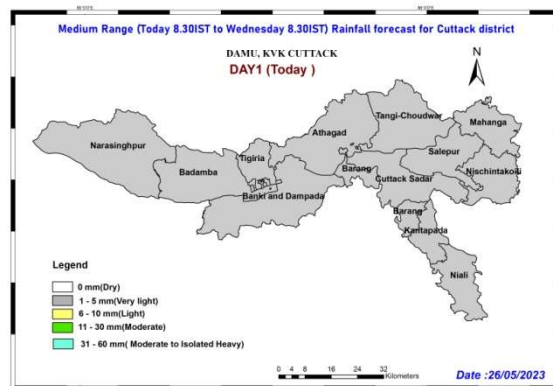 Medium Range (Today 8.30IST to Wednesday 8.30IST) Rainfall forecast for Cuttack district
DAMU, KVK CUTTACK
DAY1 (Today )
N
Narasinghpur
Badamba
Tigiria
Athagad
Tangi-Choudwar
Mahanga
Salepur
Barang
Cuttack Sadar
Banki and Dampada
Barang
Kantapada
Niali
Legend
0 mm(Dry)
1 - 5 mm(Very light)
6 - 10 mm(Light)
11 - 30 mm(Moderate)
31 - 60 mm( Moderate to Isolated Heavy)
0 4 8 16 24 32
Kilometers
Date :26/05/2023